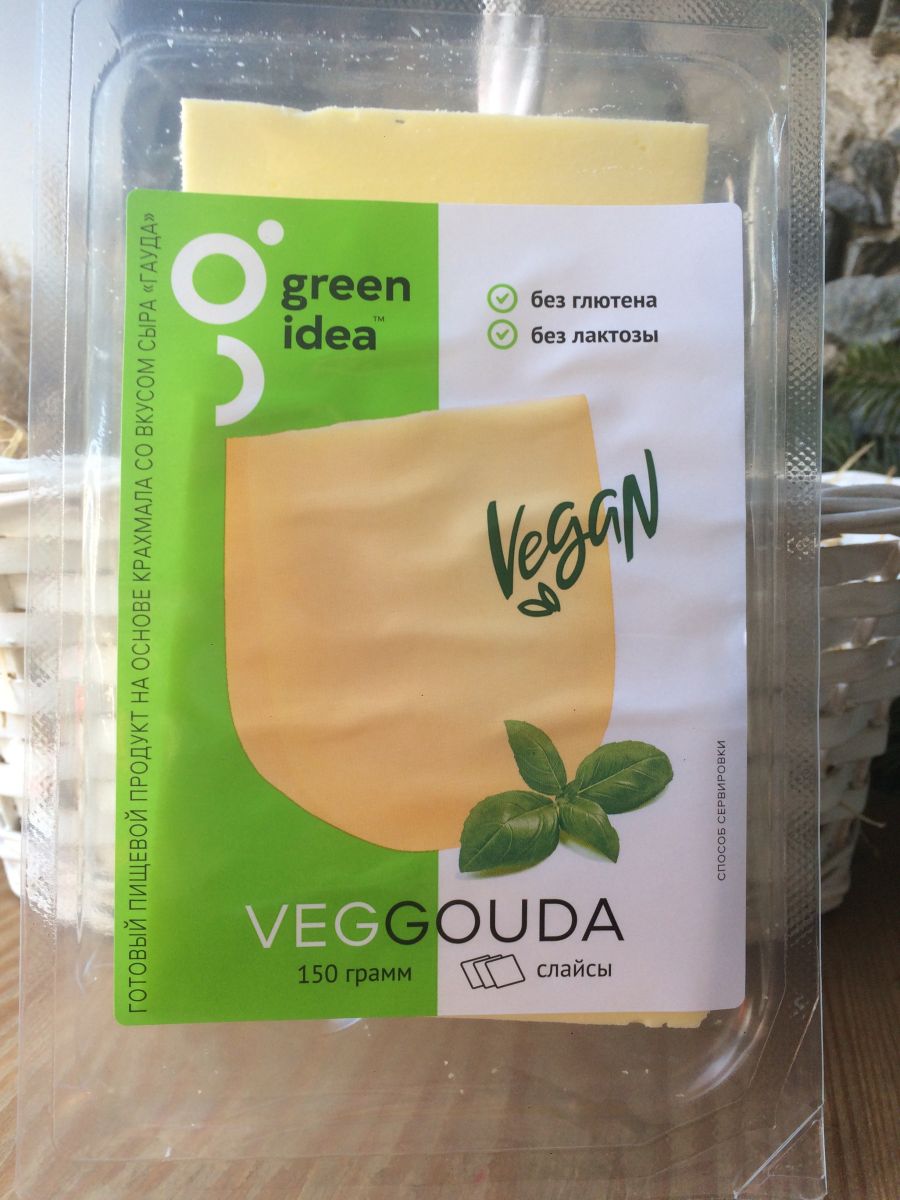 green
idea™
без глютена
без лактозы
Vegan
ГОТОВЫЙ ПИЩЕВОЙ ПРОДУКТ НА ОСНОВЕ КРАХМАЛА СО ВКУСОМ СЫРА «ГАУДА»
СПОСОБ СЕРВИРОВКИ
VEGGOUDA
150 грамм
слайсы